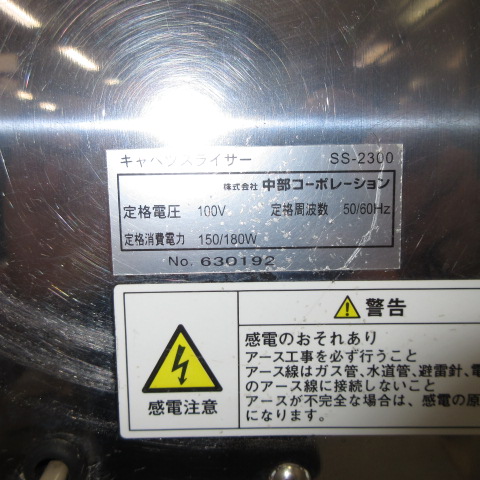 キャベツスライサー SS-2300
株式会社 中部コーポレーション
定格電圧 100V 定格周波数 50/60Hz
定格消費電力 150/180W
No. 630192
警告
感電のおそれあり
アース工事を必ず行うこと
アース線はガス管、水道管、避雷針、電
のアース線に接続しないこと
アースが不完全な場合は、感電の原
になります。
感電注意